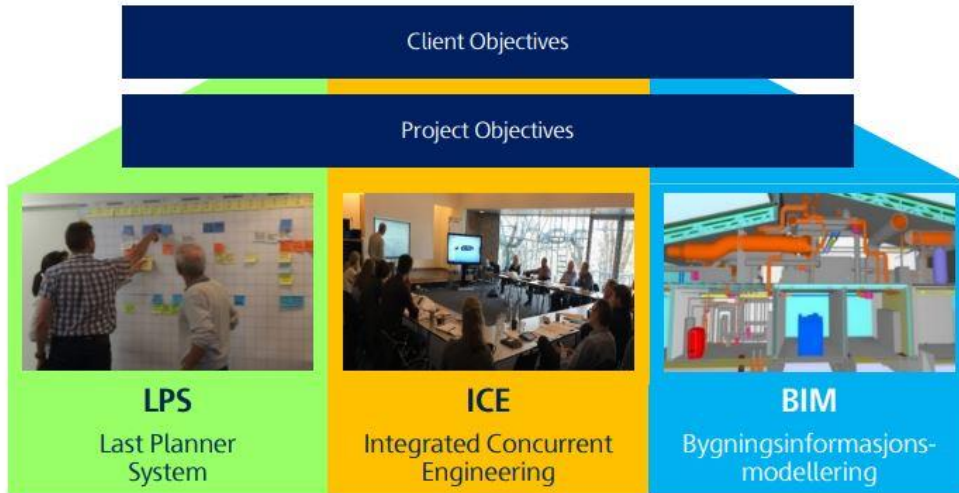 Client Objectives
Project Objectives
LPS
Last Planner
System
ICE
Integrated Concurrent
Engineering
BIM
Bygningsinformasjons-
modellering